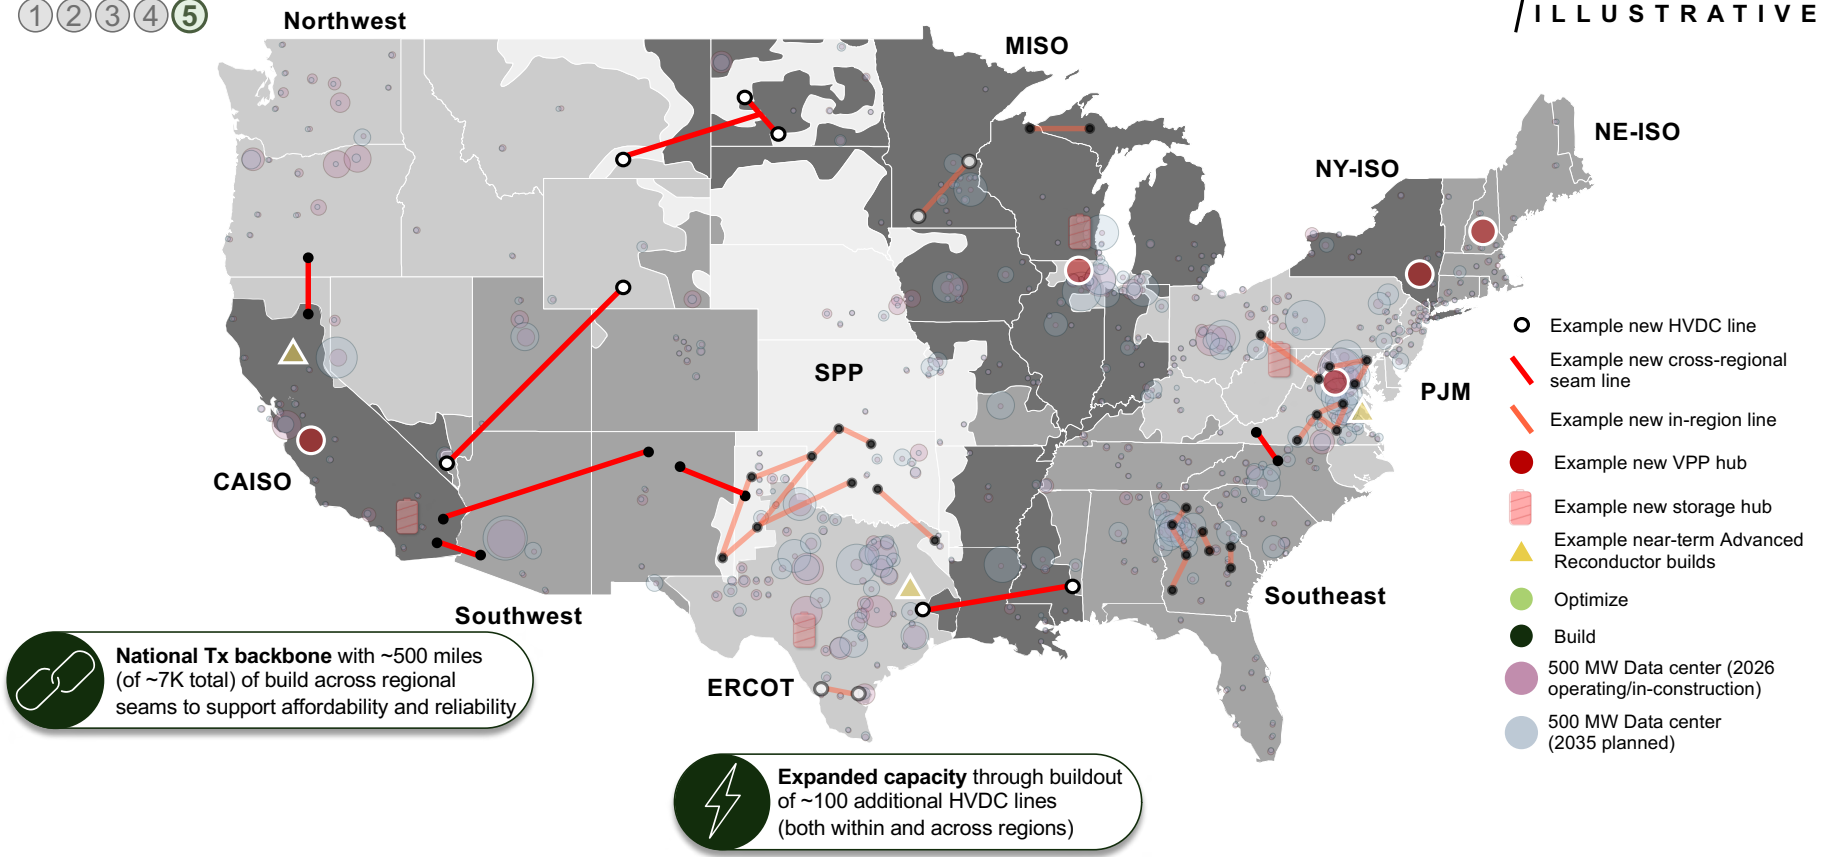 1 2 3 4 5
Northwest
/ILLUSTRATIVE
MISO
NE-ISO
NY-ISO
SPP
PJM
CAISO
Southwest
Southeast
ERCOT
Example new HVDC line
Example new cross-regional
seam line
Example new in-region line
Example new VPP hub
Example new storage hub
Example near-term Advanced
Reconductor builds
Optimize
Build
500 MW Data center (2026
operating/in-construction)
500 MW Data center
(2035 planned)
National Tx backbone with ~500 miles
(of ~7K total) of build across regional
seams to support affordability and reliability
Expanded capacity through buildout
of ~100 additional HVDC lines
(both within and across regions)